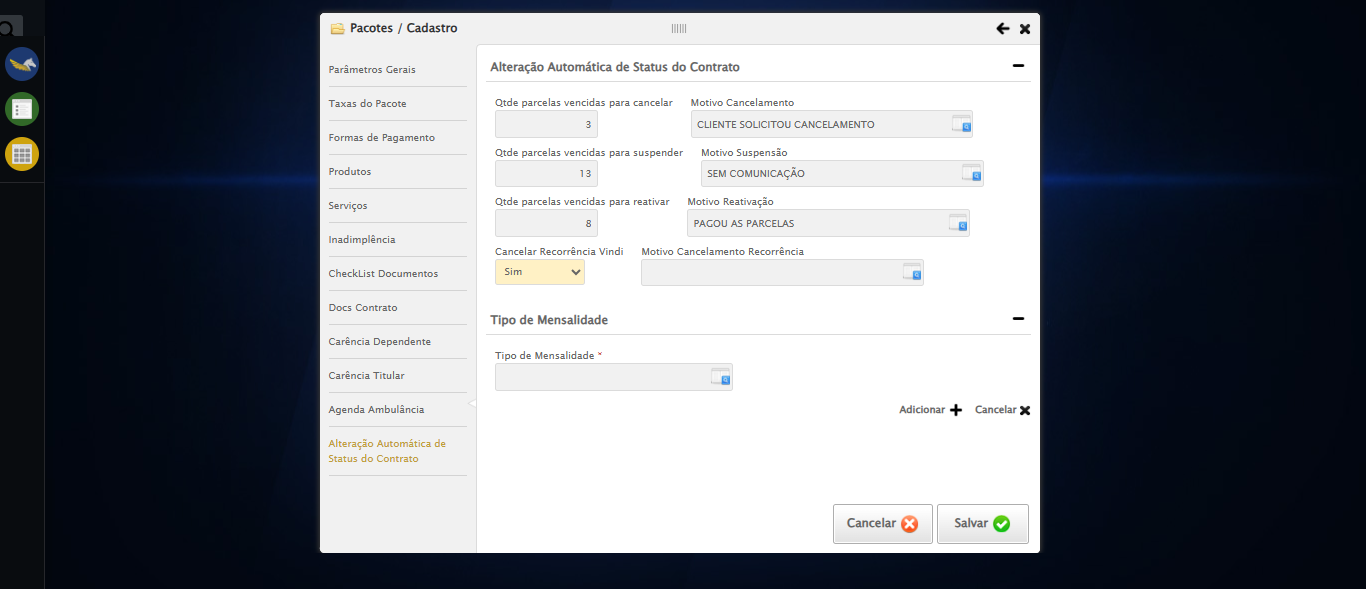 Pacotes / Cadastro
Parâmetros Gerais
Taxas do Pacote
Formas de Pagamento
Produtos
Serviços
Inadimplência
CheckList Documentos
Docs Contrato
Carência Dependente
Carência Titular
Agenda Ambulância
Alteração Automática de
Status do Contrato
Alteração Automática de Status do Contrato
Qtde parcelas vencidas para cancelar Motivo Cancelamento
3 CLIENTE SOLICITOU CANCELAMENTO
Qtde parcelas vencidas para suspender Motivo Suspensão
13 SEM COMUNICAÇÃO
Qtde parcelas vencidas para reativar Motivo Reativação
8 PAGOU AS PARCELAS
Cancelar Recorrência Vindi Motivo Cancelamento Recorrência
Sim
Tipo de Mensalidade
Tipo de Mensalidade *
Adicionar Cancelar
Cancelar Salvar